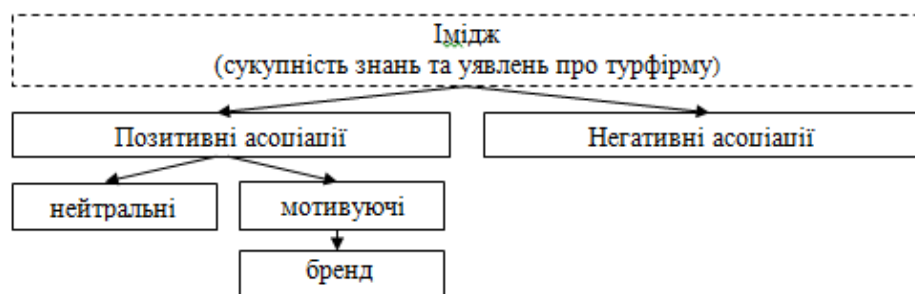 Імідж
(сукупність знань та уявлень про турфірму)
Позитивні асоціації
Негативні асоціації
нейтральні
мотивуючі
бренд